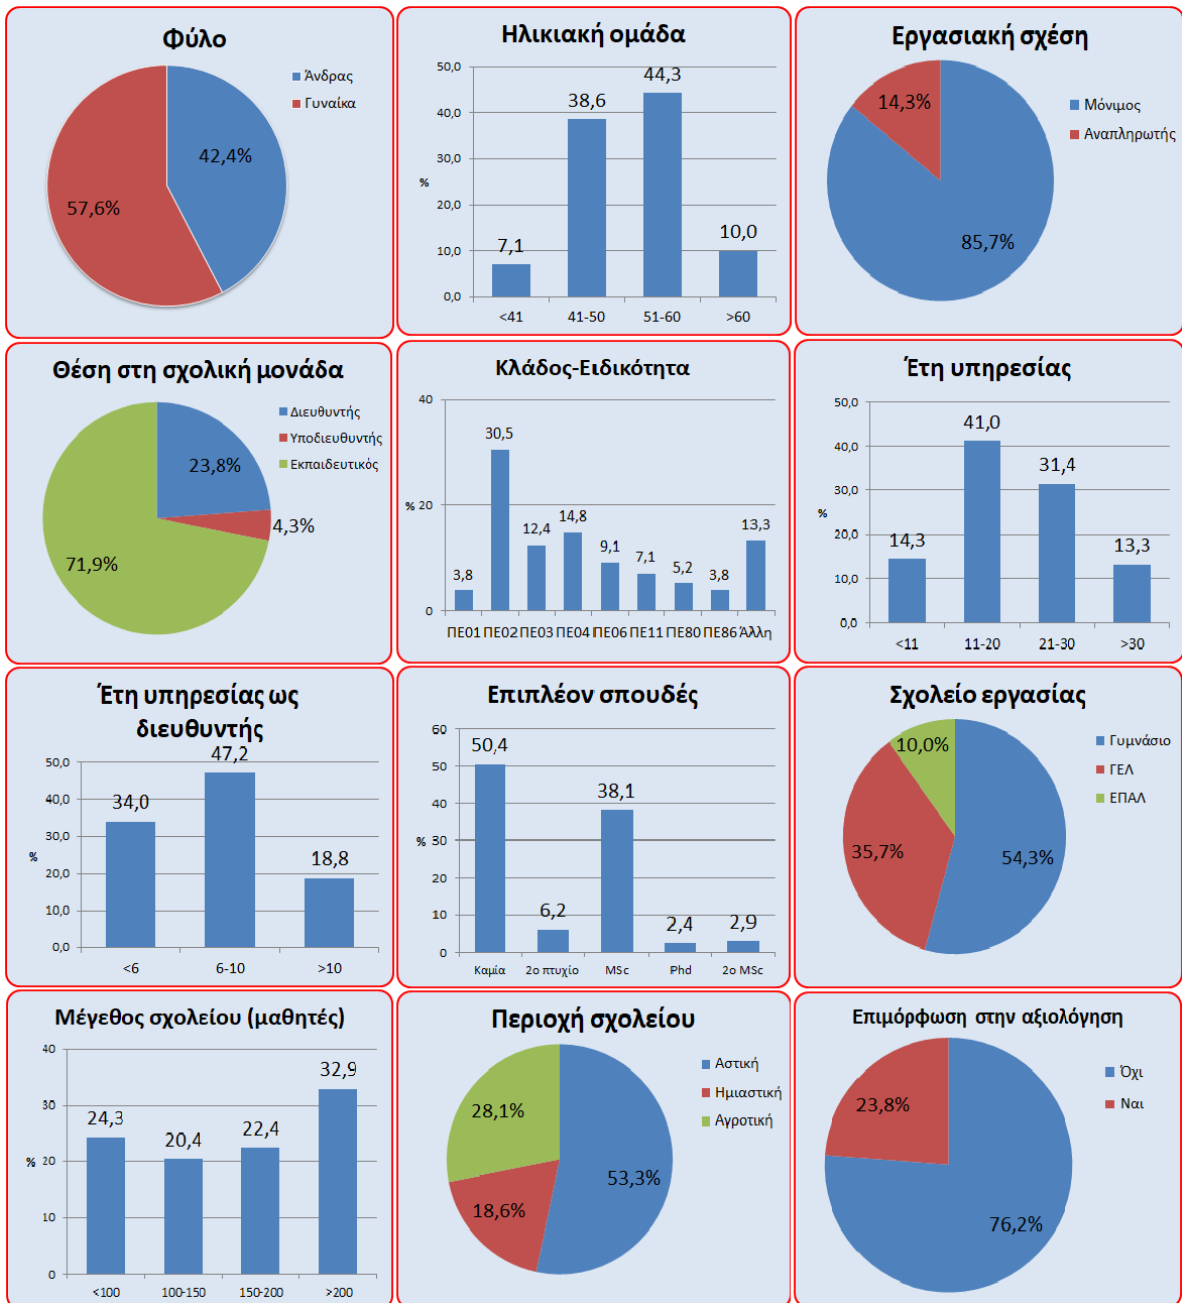 Φύλο
Άνδρας
Γυναίκα
42,4%
57,6%
Ηλικιακή ομάδα
50,0
40,0
30,0
20,0
10,0
0,0
%
7,1
38,6
44,3
10,0
<41
41-50
51-60
>60
Εργασιακή σχέση
Μόνιμος
Αναπληρωτής
14,3%
85,7%
Θέση στη σχολική μονάδα
Διευθυντής
Υποδιευθυντής
Εκπαιδευτικός
23,8%
4,3%
71,9%
Κλάδος-Ειδικότητα
40
20
0
%
3,8
30,5
12,4
14,8
9,1
7,1
5,2
3,8
13,3
ΠΕ01 ΠΕ02 ΠΕ03 ΠΕ04 ΠΕ06 ΠΕ11 ΠΕ80 ΠΕ86 Άλλη
Έτη υπηρεσίας
50,0
40,0
30,0
20,0
10,0
0,0
%
14,3
41,0
31,4
13,3
<11
11-20
21-30
>30
Έτη υπηρεσίας ως
διευθυντής
50,0
40,0
30,0
20,0
10,0
0,0
%
34,0
47,2
18,8
<6
6-10
>10
Επιπλέον σπουδές
60
50
40
30
20
10
0
%
50,4
6,2
38,1
2,4
2,9
Καμία
2ο πτυχίο
MSc
Phd
2ο MSc
Σχολείο εργασίας
Γυμνάσιο
ΓΕΛ
ΕΠΑΛ
10,0%
35,7%
54,3%
Μέγεθος σχολείου (μαθητές)
40
30
20
10
0
%
24,3
20,4
22,4
32,9
<100
100-150
150-200
>200
Περιοχή σχολείου
Αστική
Ημιαστική
Αγροτική
28,1%
53,3%
18,6%
Επιμόρφωση στην αξιολόγηση
Όχι
Ναι
23,8%
76,2%